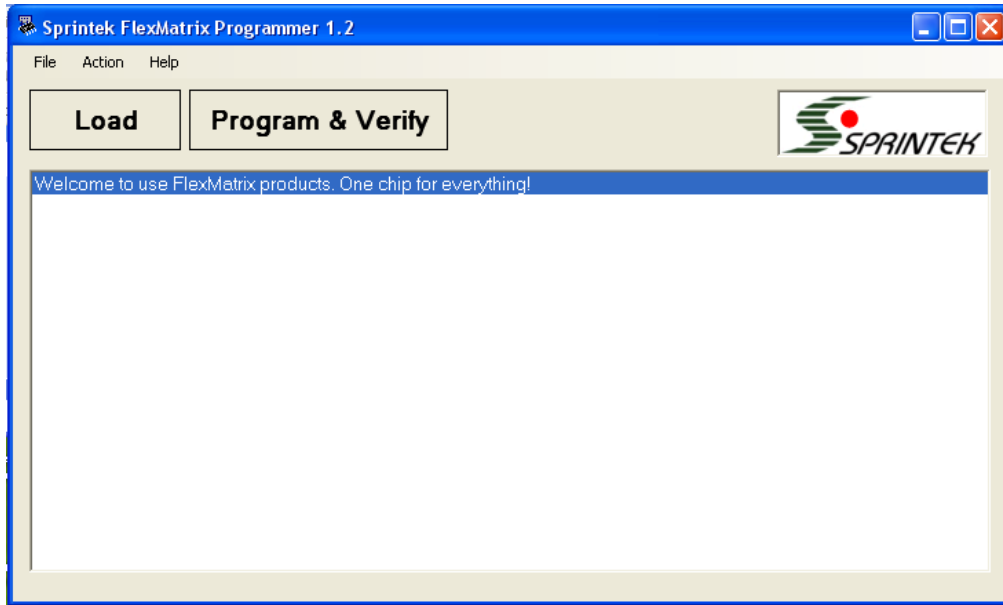 Sprintek FlexMatrix Programmer 1.2
File Action Help
Load Program & Verify
SPRINTEK
Welcome to use FlexMatrix products. One chip for everything!